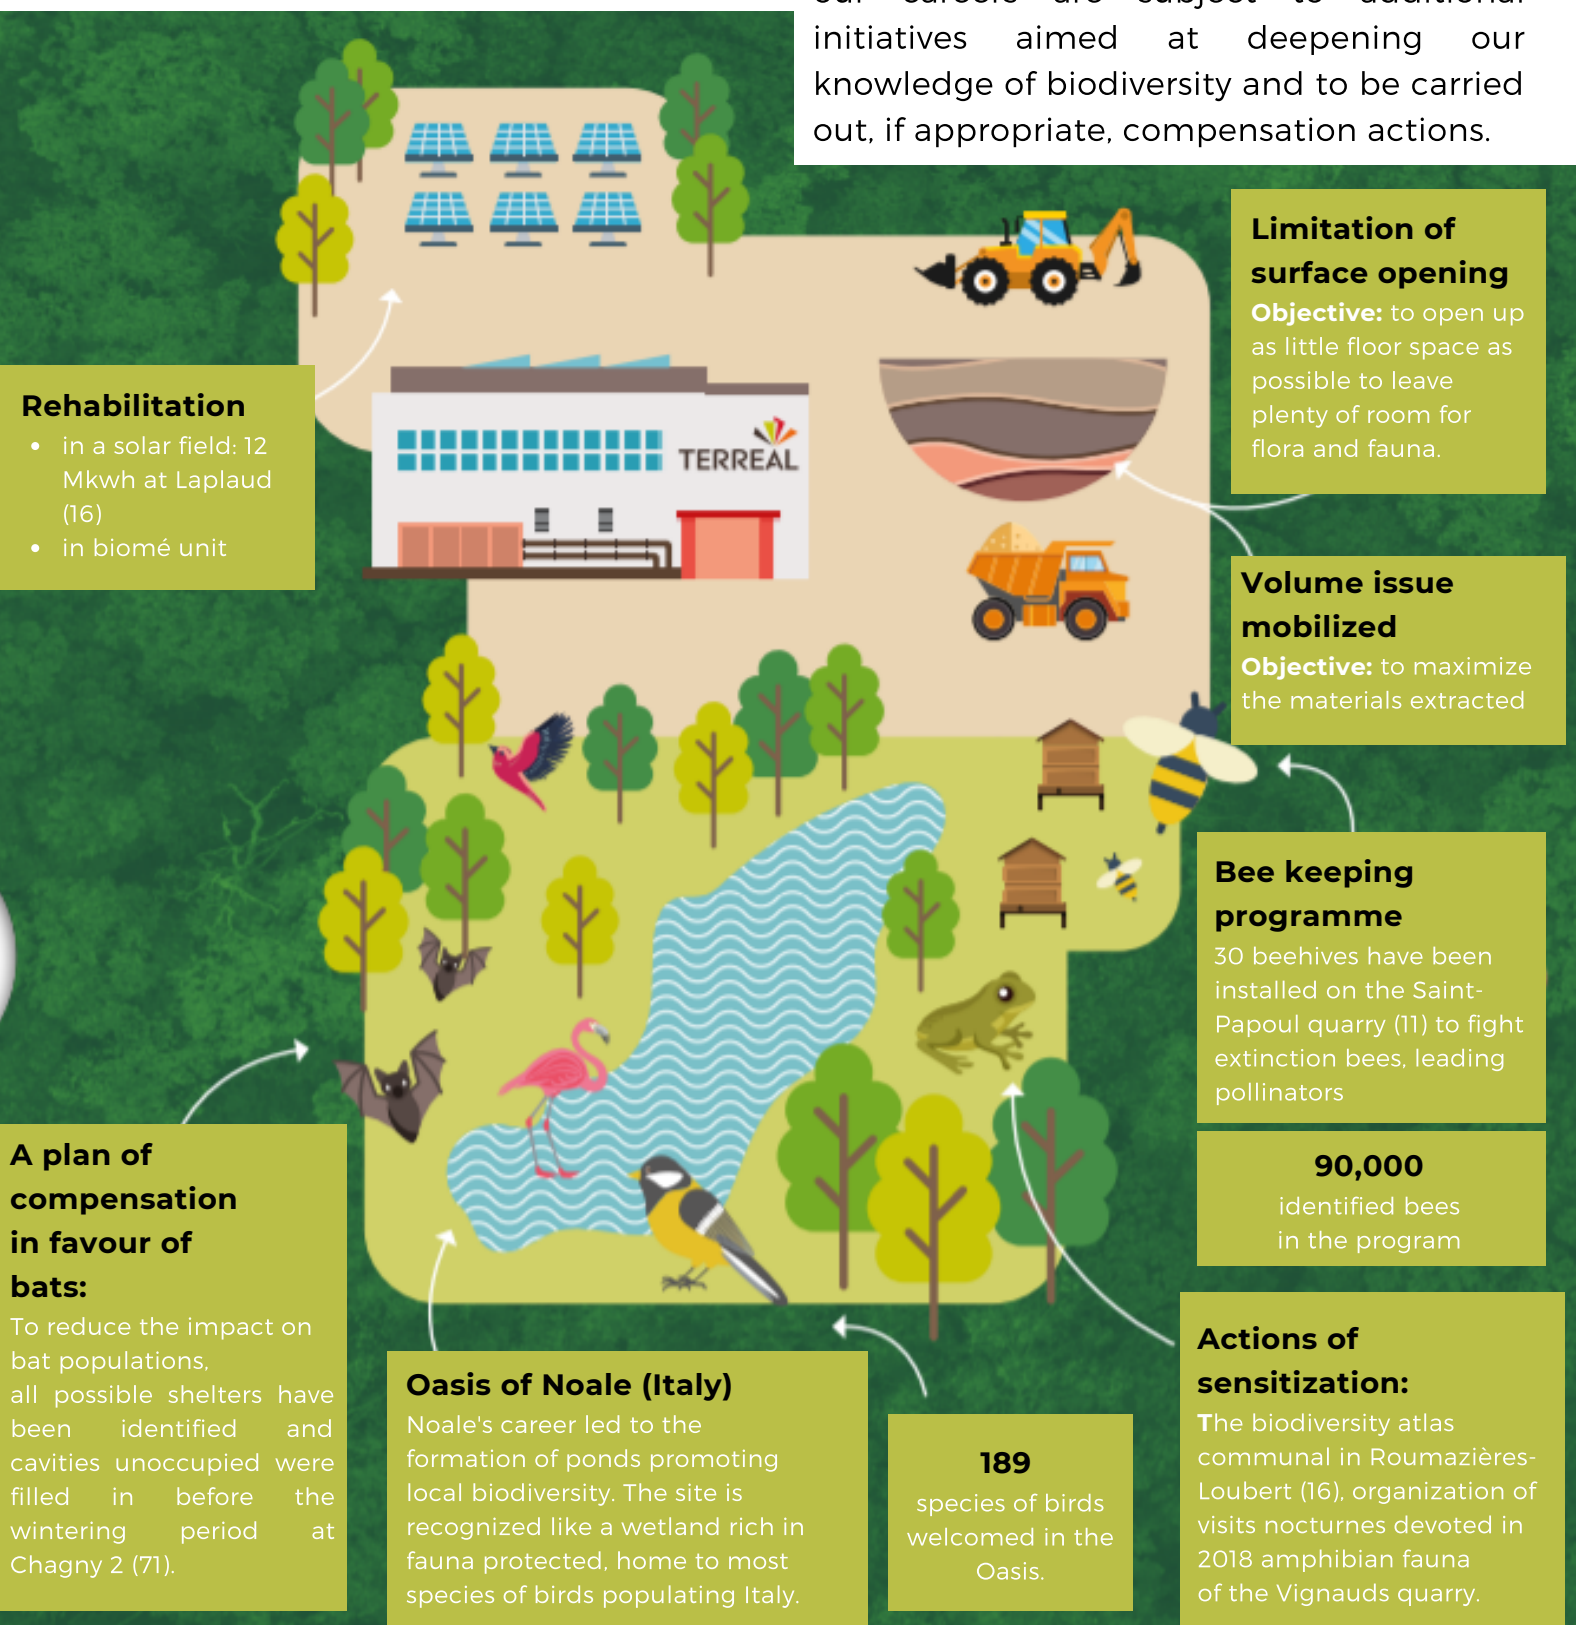 our careers are subject to additional
initiatives aimed at deepening our
knowledge of biodiversity and to be carried
out, if appropriate, compensation actions.
Limitation of
surface opening
Objective: to open up
as little floor space as
possible to leave
plenty of room for
flora and fauna.
Rehabilitation
• in a solar field: 12
Mkwh at Laplaud
(16)
• in biomé unit
TERREAL
Volume issue
mobilized
Objective: to maximize
the materials extracted
Bee keeping
programme
30 beehives have been
installed on the Saint-
Papoul quarry (11) to fight
extinction bees, leading
pollinators
90,000
identified bees
in the program
A plan of
compensation
in favour of
bats:
To reduce the impact on
bat populations,
all possible shelters have
been identified and
cavities unoccupied were
filled in before the
wintering period at
Chagny 2 (71).
Oasis of Noale (Italy)
Noale's career led to the
formation of ponds promoting
local biodiversity. The site is
recognized like a wetland rich in
fauna protected, home to most
species of birds populating Italy.
189
species of birds
welcomed in the
Oasis.
Actions of
sensitization:
The biodiversity atlas
communal in Roumazières-
Loubert (16), organization of
visits nocturnes devoted in
2018 amphibian fauna
of the Vignauds quarry.